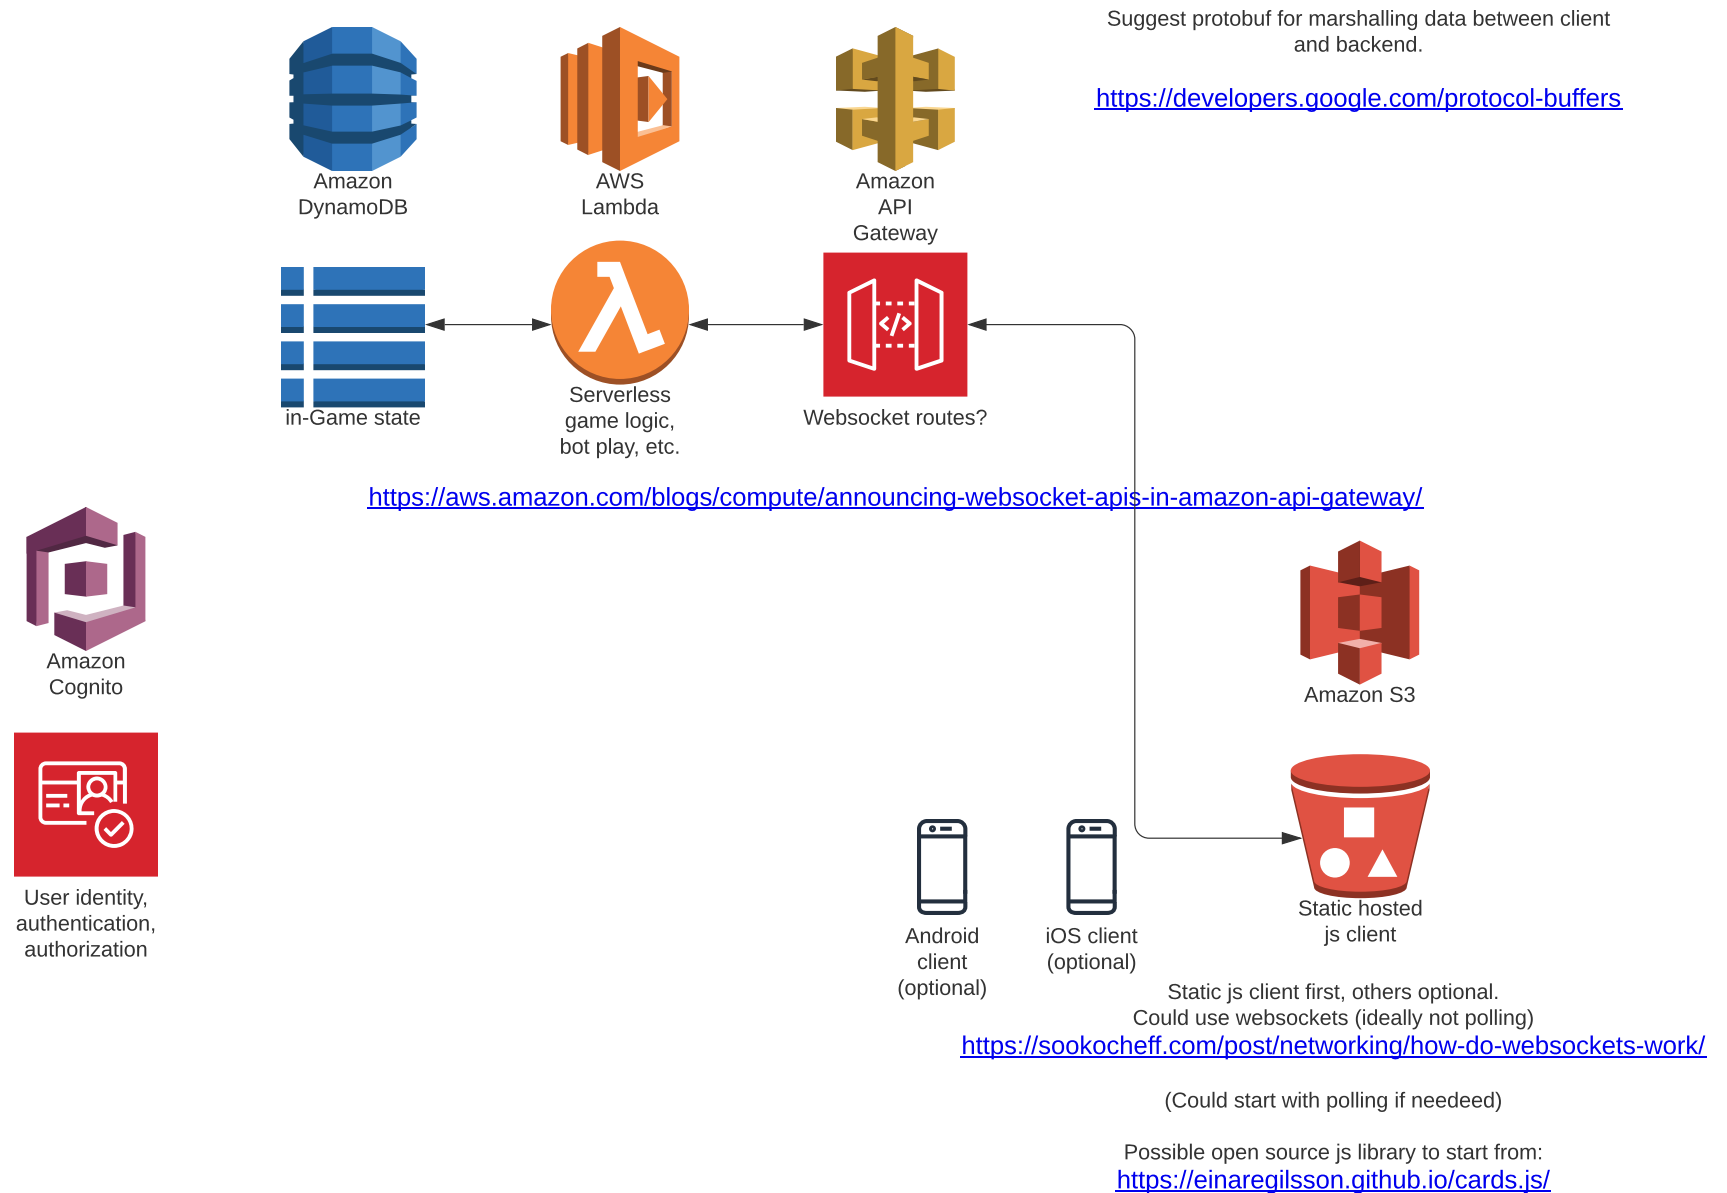 Suggest protobuf for marshalling data between client
and backend.
https://developers.google.com/protocol-buffers
Amazon
DynamoDB
AWS
Lambda
Amazon
API
Gateway
in-Game state
Serverless
game logic,
bot play, etc.
Websocket routes?
https://aws.amazon.com/blogs/compute/announcing-websocket-apis-in-amazon-api-gateway/
Amazon
Cognito
Amazon S3
User identity,
authentication,
authorization
Android
client
(optional)
iOS client
(optional)
Static hosted
js client
Static js client first, others optional.
Could use websockets (ideally not polling)
https://sookocheff.com/post/networking/how-do-websockets-work/
(Could start with polling if needeed)
Possible open source js library to start from:
https://einaregilsson.github.io/cards.js/